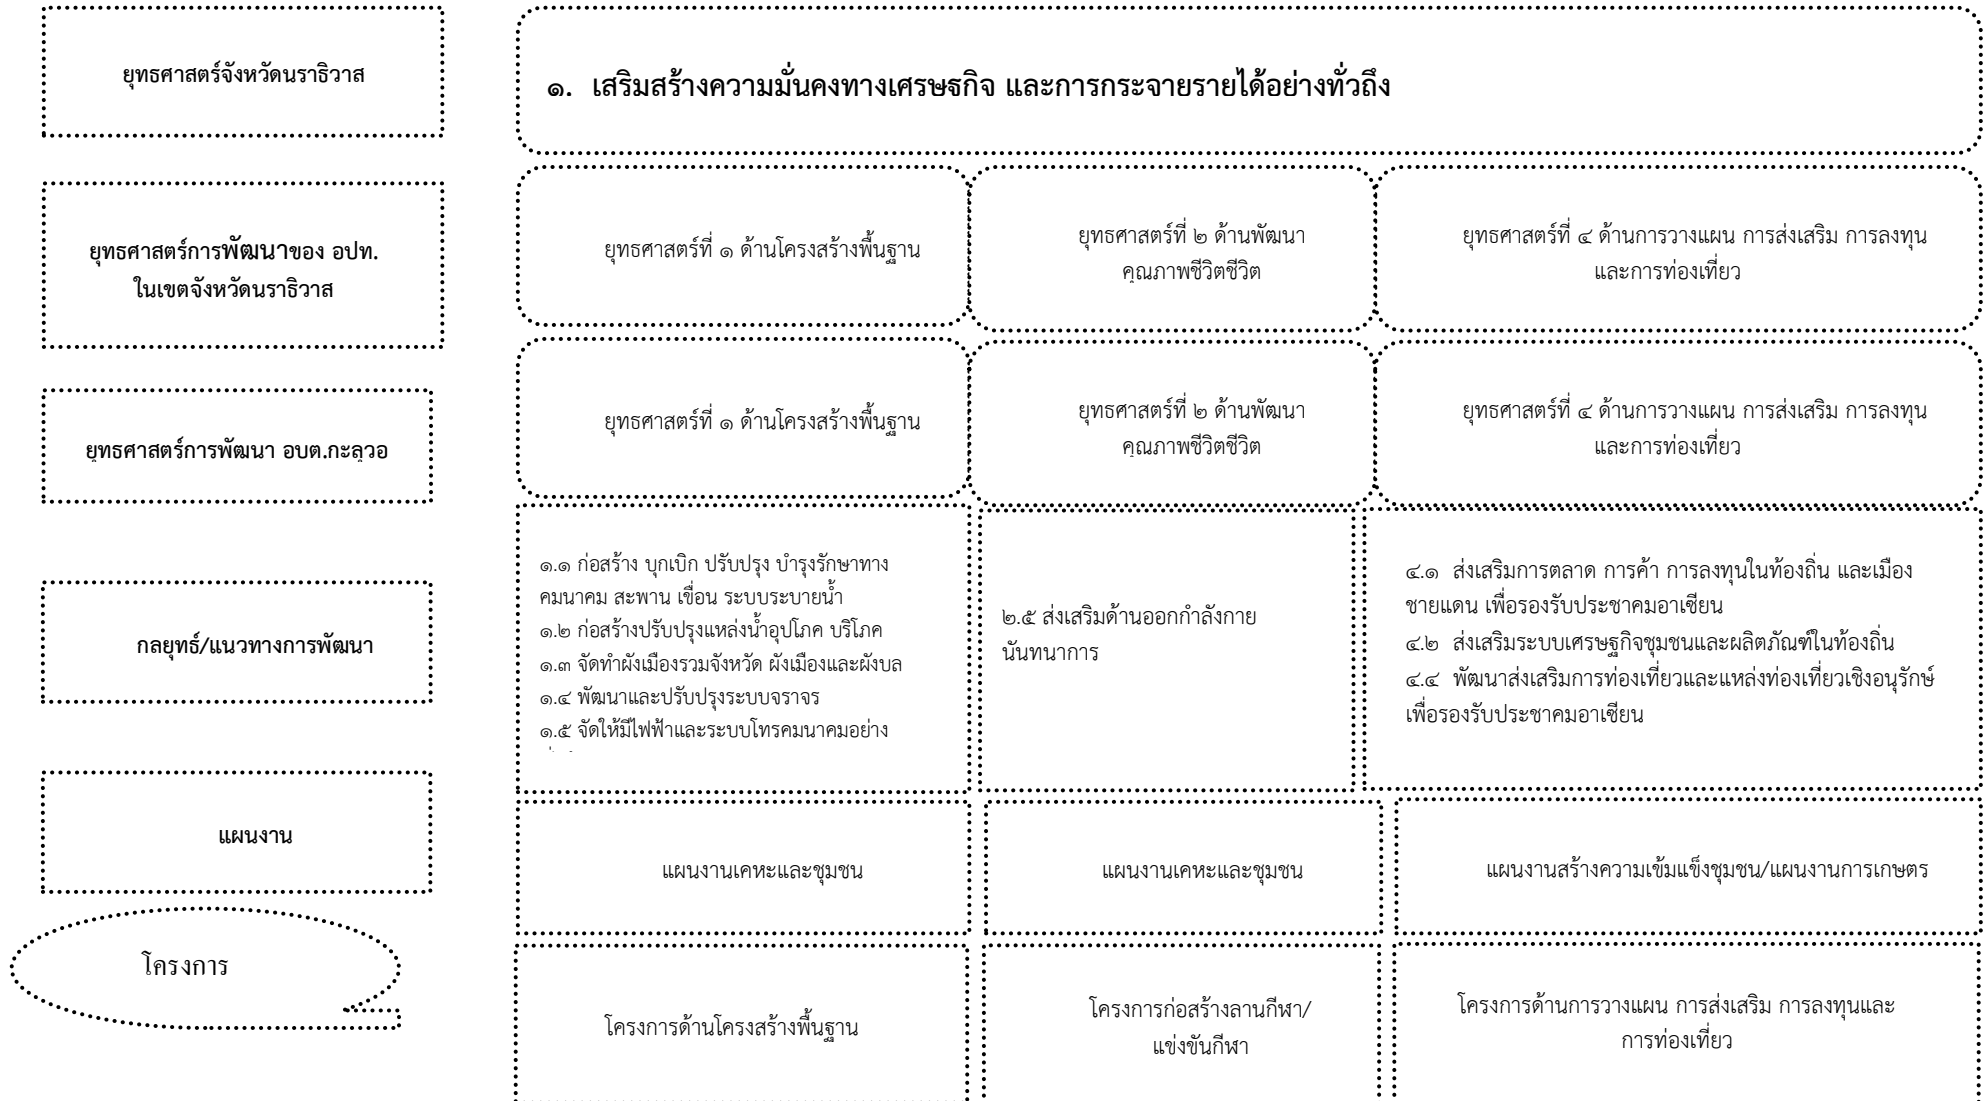 ยุทธศาสตร์จังหวัดนราธิวาส
๑. เสริมสร้างความมั่นคงทางเศรษฐกิจ และการกระจายรายได้อย่างทั่วถึง
ยุทธศาสตร์การพัฒนาของ อปท.
ในเขตจังหวัดนราธิวาส
ยุทธศาสตร์ที่ ๑ ด้านโครงสร้างพื้นฐาน
ยุทธศาสตร์ที่ ๒ ด้านพัฒนา
คุณภาพชีวิตชีวิต
ยุทธศาสตร์ที่ ๔ ด้านการวางแผน การส่งเสริม การลงทุน
และการท่องเที่ยว
ยุทธศาสตร์การพัฒนา อบต.กะลุวอ
ยุทธศาสตร์ที่ ๑ ด้านโครงสร้างพื้นฐาน
ยุทธศาสตร์ที่ ๒ ด้านพัฒนา
คุณภาพชีวิตชีวิต
ยุทธศาสตร์ที่ ๔ ด้านการวางแผน การส่งเสริม การลงทุน
และการท่องเที่ยว
กลยุทธ์/แนวทางการพัฒนา
๑.๑ ก่อสร้าง บุกเบิก ปรับปรุง บำรุงรักษาทาง
คมนาคม สะพาน เขื่อน ระบบระบายน้ำ
๑.๒ ก่อสร้างปรับปรุงแหล่งน้ำอุปโภค บริโภค
๑.๓ จัดทำผังเมืองรวมจังหวัด ผังเมืองและผังบล
๑.๔ พัฒนาและปรับปรุงระบบจราจร
๑.๕ จัดให้มีไฟฟ้าและระบบโทรคมนาคมอย่าง
๒.๕ ส่งเสริมด้านออกกำลังกาย
นันทนาการ
๔.๑ ส่งเสริมการตลาด การค้า การลงทุนในท้องถิ่น และเมือง
ชายแดน เพื่อรองรับประชาคมอาเซียน
๔.๒ ส่งเสริมระบบเศรษฐกิจชุมชนและผลิตภัณฑ์ในท้องถิ่น
๔.๔ พัฒนาส่งเสริมการท่องเที่ยวและแหล่งท่องเที่ยวเชิงอนุรักษ์
เพื่อรองรับประชาคมอาเซียน
แผนงาน
แผนงานเคหะและชุมชน
แผนงานเคหะและชุมชน
แผนงานสร้างความเข้มแข็งชุมชน/แผนงานการเกษตร
โครงการ
โครงการด้านโครงสร้างพื้นฐาน
โครงการก่อสร้างลานกีฬา/
แข่งขันกีฬา
โครงการด้านการวางแผน การส่งเสริม การลงทุนและ
การท่องเที่ยว